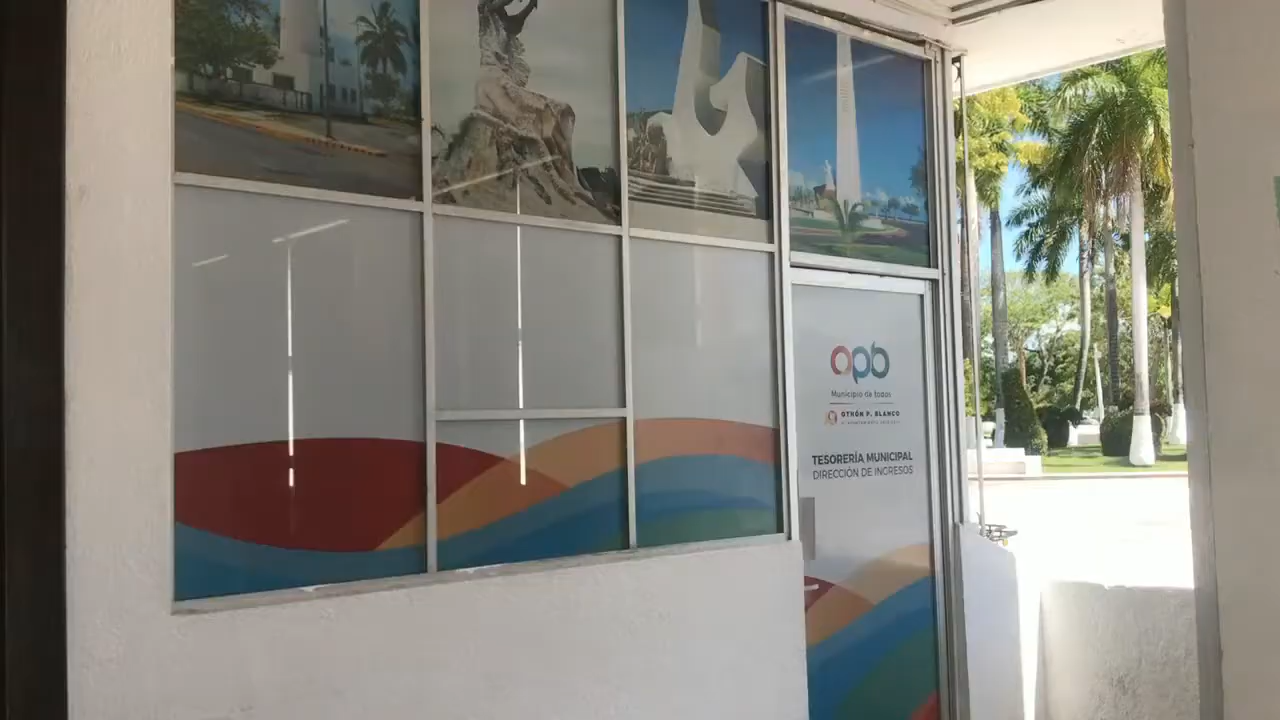 opb
Municipio de todos
OTHÓN P. BLANCO
TESORERÍA MUNICIPAL
DIRECCIÓN DE INGRESOS